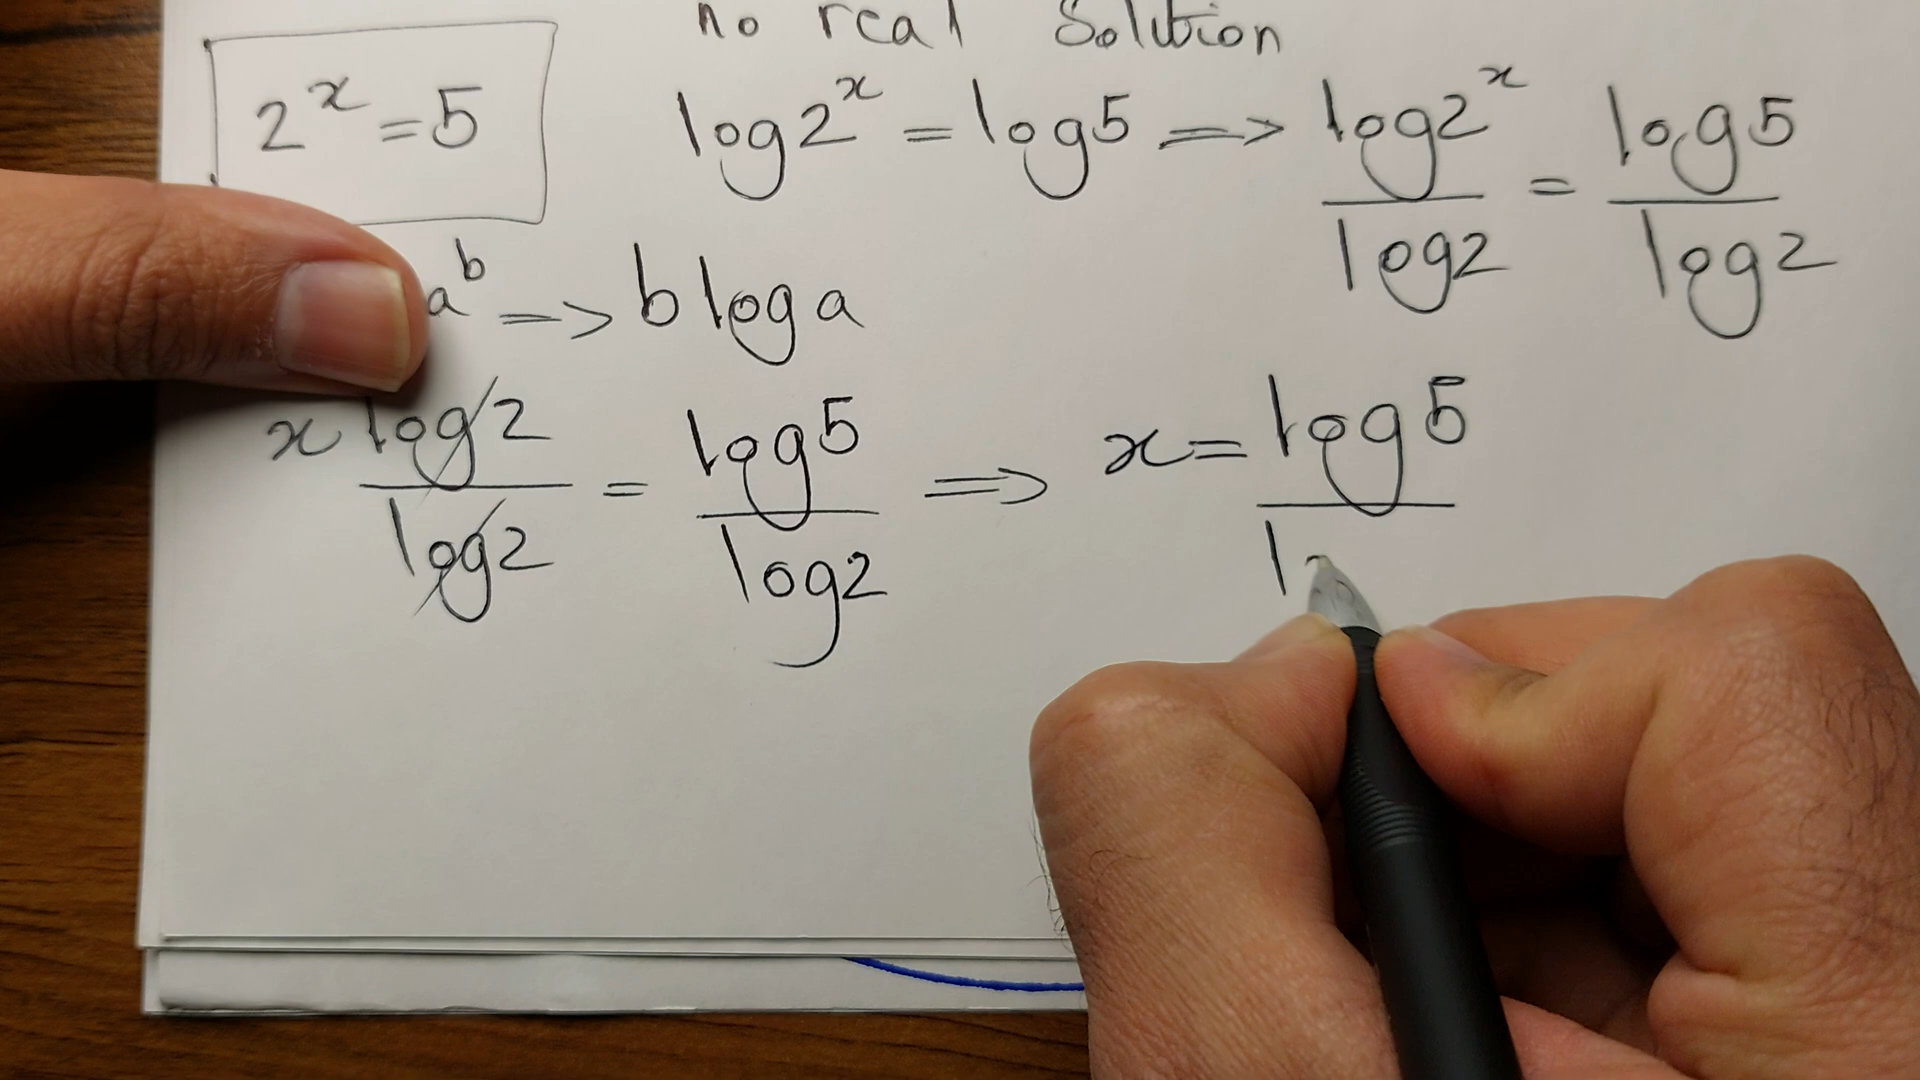 no real Solution
2^x = 5
log2^x = log5 => log2^x / log2 = log5 / log2
a^b => b log a
x log2 / log2 = log5 / log2 => x = log5 / l